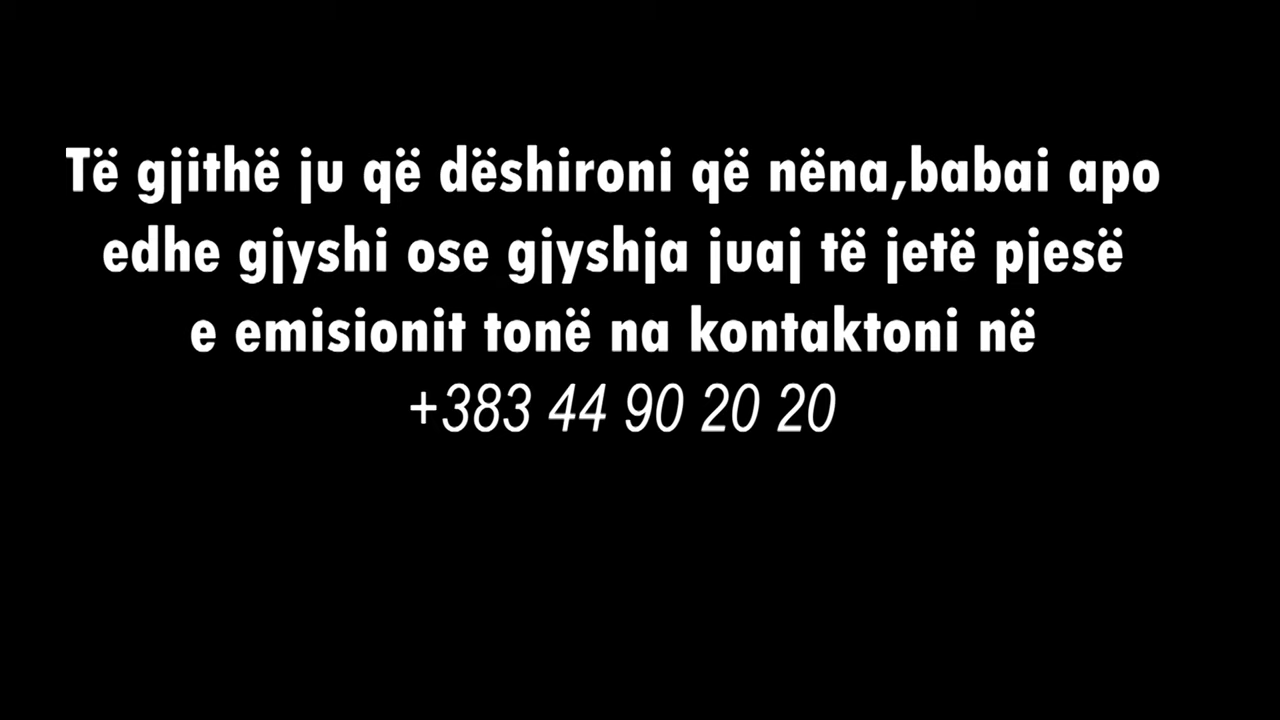 Të gjithë ju që dëshironi që nëna,babai apo
edhe gjyshi ose gjyshja juaj të jetë pjesë
e emisionit tonë na kontaktoni në
+383 44 90 20 20